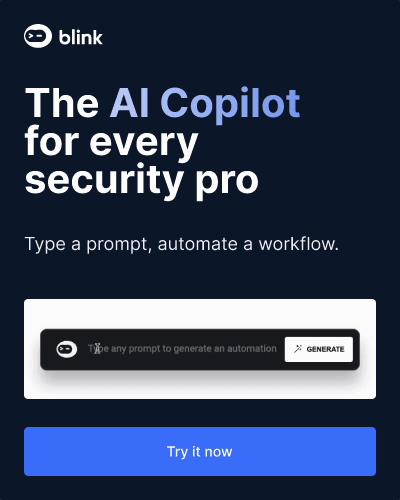 blink
The AI Copilot
for every
security pro
Type a prompt, automate a workflow.
Type any prompt to generate an automation
GENERATE
Try it now